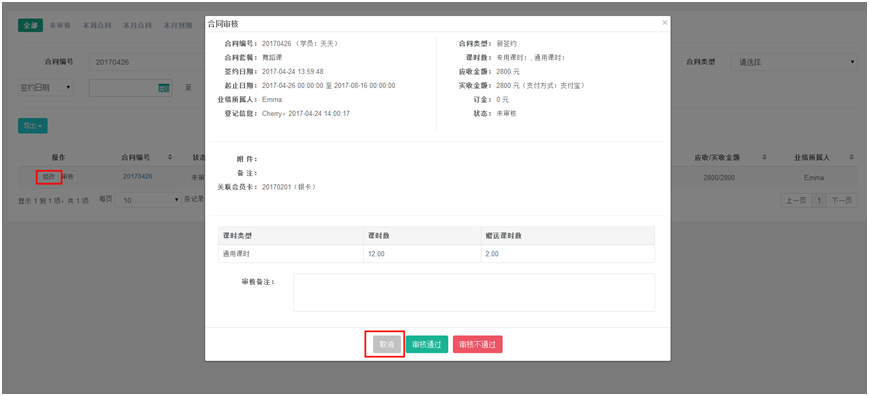 全部 未审核 本周合同 本月合同 本月到期
合同编号 20170426 合同类型 请选择
签约日期 至
导出
操作 合同编号 状态 应收/实收金额 业绩所属人
修改 审核 20170426 未审 2800/2800 Emma
显示 1 到 1 项，共 1 项 每页 10 条记录 上一页 1 下一页
合同审核 ×
合同编号： 20170426 （学员：天天）
合同套餐： 舞蹈课
签约日期： 2017-04-24 13:59:48
起止日期： 2017-04-26 00:00:00 至 2017-08-16 00:00:00
业绩所属人： Emma
登记信息： Cherry，2017-04-24 14:00:17
合同类型： 新签约
课时数： 专用课时：, 通用课时：
应收金额： 2800 元
实收金额： 2800 元（支付方式：支付宝）
订金： 0 元
状态： 未审核
附件：
备注：
关联会员卡： 20170201（银卡）
课时类型 课时数 赠送课时数
通用课时 12.00 2.00
审核备注：
取消 审核通过 审核不通过